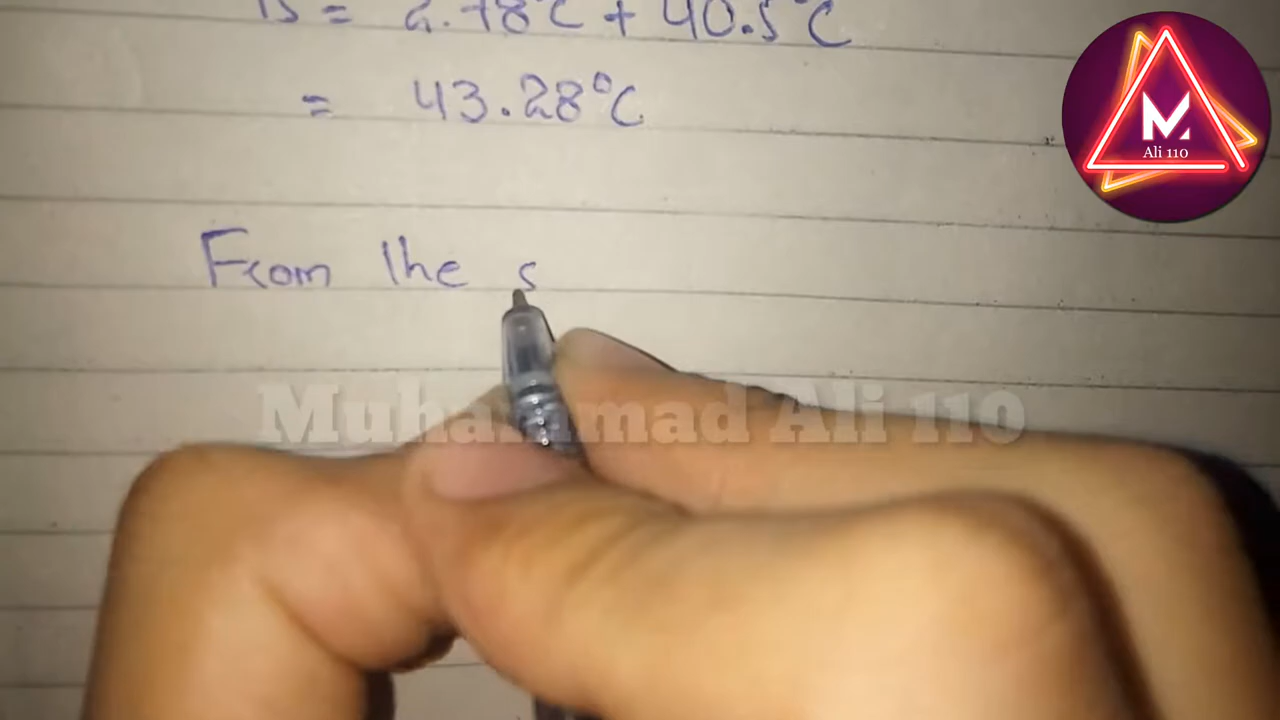 TS = 2.78°C + 40.5°C
= 43.28°C
From the s
Muhammad Ali 110
M
Ali 110